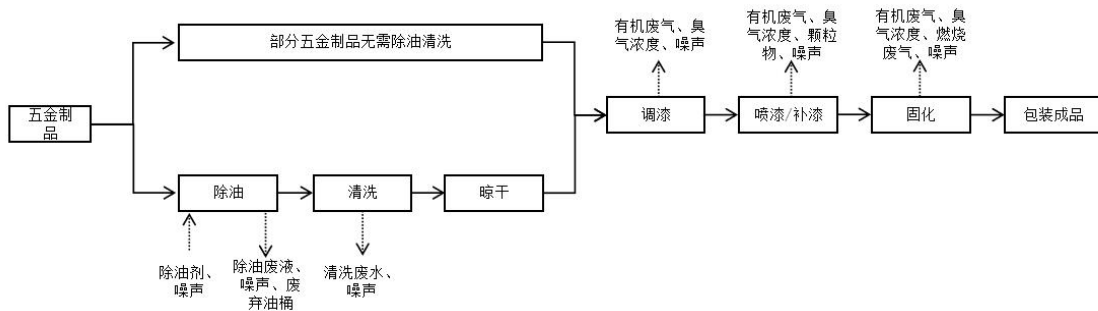 有机废气、臭
气浓度、噪声
有机废气、臭
气浓度、颗粒
物、噪声
有机废气、臭
气浓度、燃烧
废气、噪声
部分五金制品无需除油清洗
五金制
品
调漆
喷漆/补漆
固化
包装成品
除油
清洗
晾干
除油剂、
噪声
除油废液、
噪声、废
弃油桶
清洗废水、
噪声